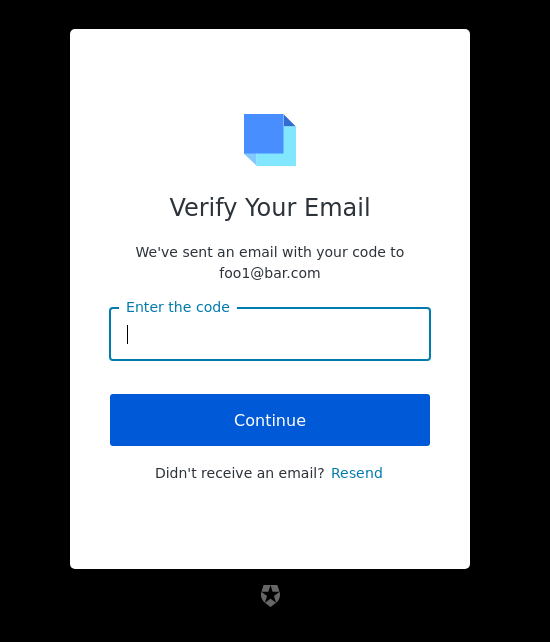 Verify Your Email
We've sent an email with your code to
foo1@bar.com
Enter the code
Continue
Didn't receive an email? Resend